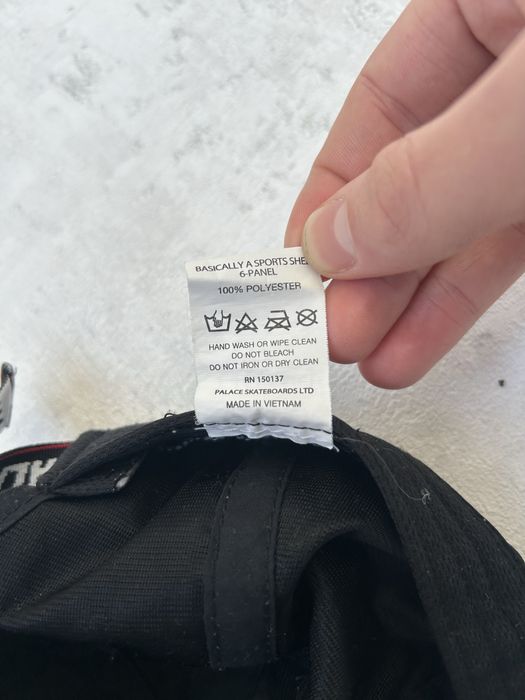 BASICALLY A SPORTS SHE
6-PANEL
100% POLYESTER
HAND WASH OR WIPE CLEAN
DO NOT BLEACH
DO NOT IRON OR DRY CLEAN
RN 150137
PALACE SKATEBOARDS LTD
MADE IN VIETNAM